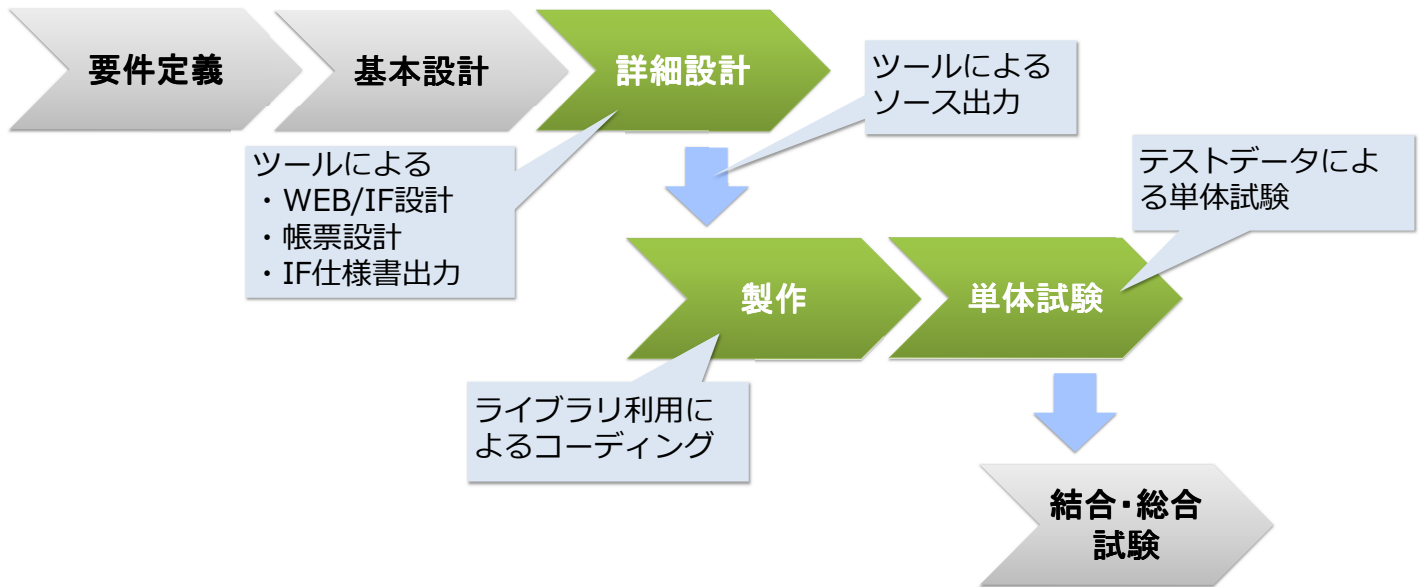 要件定義
基本設計
詳細設計
ツールによる
ソース出力
ツールによる
・WEB/IF設計
・帳票設計
・IF仕様書出力
テストデータによ
る単体試験
製作
単体試験
ライブラリ利用に
よるコーディング
結合・総合
試験